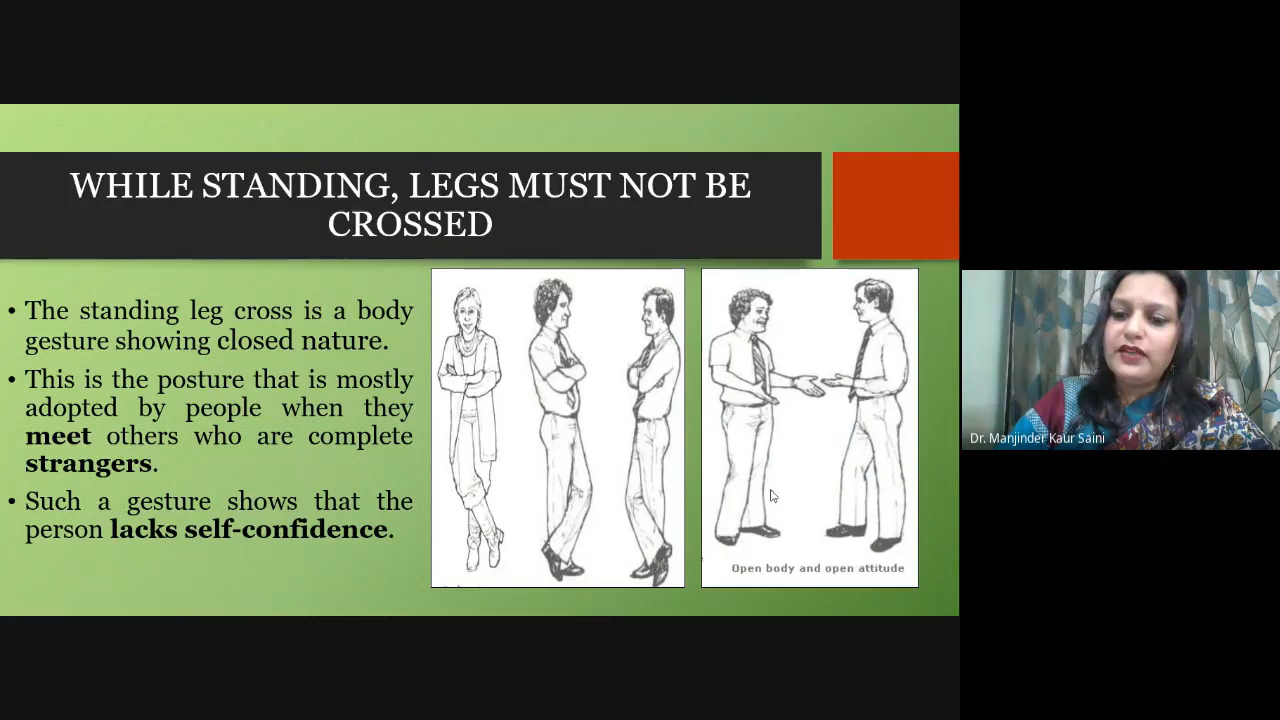 WHILE STANDING, LEGS MUST NOT BE
CROSSED
• The standing leg cross is a body
gesture showing closed nature.
• This is the posture that is mostly
adopted by people when they
meet others who are complete
strangers.
• Such a gesture shows that the
person lacks self-confidence.
Open body and open attitude
Dr. Manjinder Kaur Saini